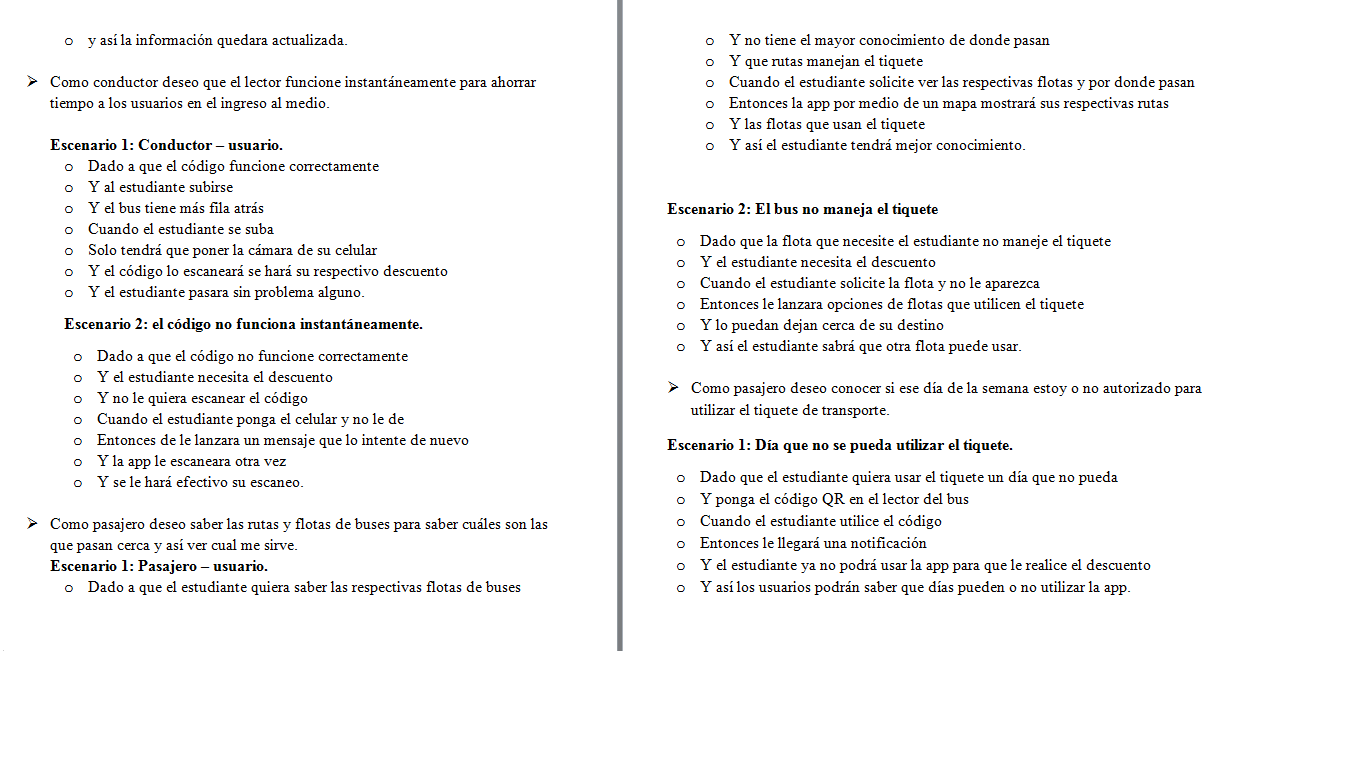 o y así la información quedara actualizada.
➤ Como conductor deseo que el lector funcione instantáneamente para ahorrar
tiempo a los usuarios en el ingreso al medio.
Escenario 1: Conductor – usuario.
o Dado a que el código funcione correctamente
o Y al estudiante subirse
o Y el bus tiene más fila atrás
o Cuando el estudiante se suba
o Solo tendrá que poner la cámara de su celular
o Y el código lo escaneará se hará su respectivo descuento
o Y el estudiante pasara sin problema alguno.
Escenario 2: el código no funciona instantáneamente.
o Dado a que el código no funcione correctamente
o Y el estudiante necesita el descuento
o Y no le quiera escanear el código
o Cuando el estudiante ponga el celular y no le de
o Entonces de le lanzara un mensaje que lo intente de nuevo
o Y la app le escaneara otra vez
o Y se le hará efectivo su escaneo.
➤ Como pasajero deseo saber las rutas y flotas de buses para saber cuáles son las
que pasan cerca y así ver cual me sirve.
Escenario 1: Pasajero – usuario.
o Dado a que el estudiante quiera saber las respectivas flotas de buses
o Y no tiene el mayor conocimiento de donde pasan
o Y que rutas manejan el tiquete
o Cuando el estudiante solicite ver las respectivas flotas y por donde pasan
o Entonces la app por medio de un mapa mostrará sus respectivas rutas
o Y las flotas que usan el tiquete
o Y así el estudiante tendrá mejor conocimiento.
Escenario 2: El bus no maneja el tiquete
o Dado que la flota que necesite el estudiante no maneje el tiquete
o Y el estudiante necesita el descuento
o Cuando el estudiante solicite la flota y no le aparezca
o Entonces le lanzara opciones de flotas que utilicen el tiquete
o Y lo puedan dejan cerca de su destino
o Y así el estudiante sabrá que otra flota puede usar.
➤ Como pasajero deseo conocer si ese día de la semana estoy o no autorizado para
utilizar el tiquete de transporte.
Escenario 1: Día que no se pueda utilizar el tiquete.
o Dado que el estudiante quiera usar el tiquete un día que no pueda
o Y ponga el código QR en el lector del bus
o Cuando el estudiante utilice el código
o Entonces le llegará una notificación
o Y el estudiante ya no podrá usar la app para que le realice el descuento
o Y así los usuarios podrán saber que días pueden o no utilizar la app.